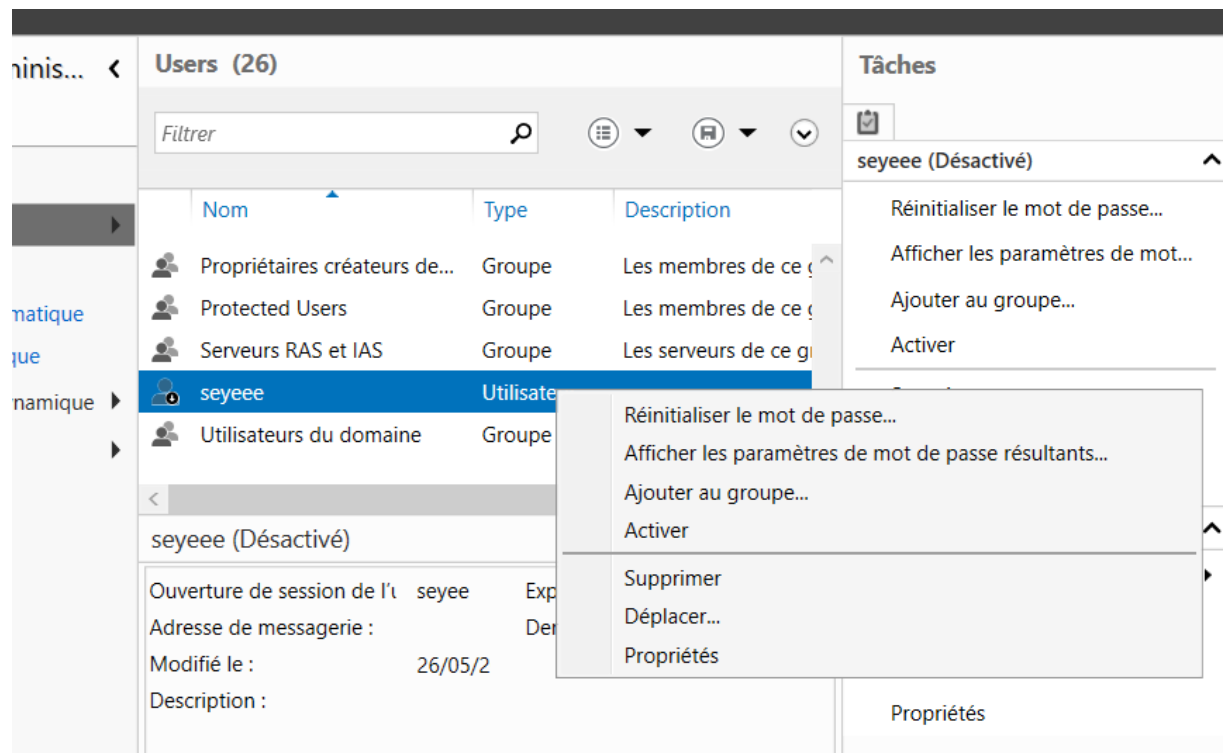 ninis...
Users (26)
Tâches
Filtrer
seyeee (Désactivé)
Nom Type Description
Réinitialiser le mot de passe...
Propriétaires créateurs de... Groupe Les membres de ce
Afficher les paramètres de mot...
matique
Protected Users Groupe Les membres de ce
Ajouter au groupe...
que
Serveurs RAS et IAS Groupe Les serveurs de ce
Activer
namique
seyeee Utilisate
Utilisateurs du domaine Groupe
Réinitialiser le mot de passe...
Afficher les paramètres de mot de passe résultants...
Ajouter au groupe...
Activer
Supprimer
Déplacer...
Propriétés
seyeee (Désactivé)
Ouverture de session de l'u seyee Exp
Adresse de messagerie : Der
Modifié le : 26/05/2
Description :
Propriétés